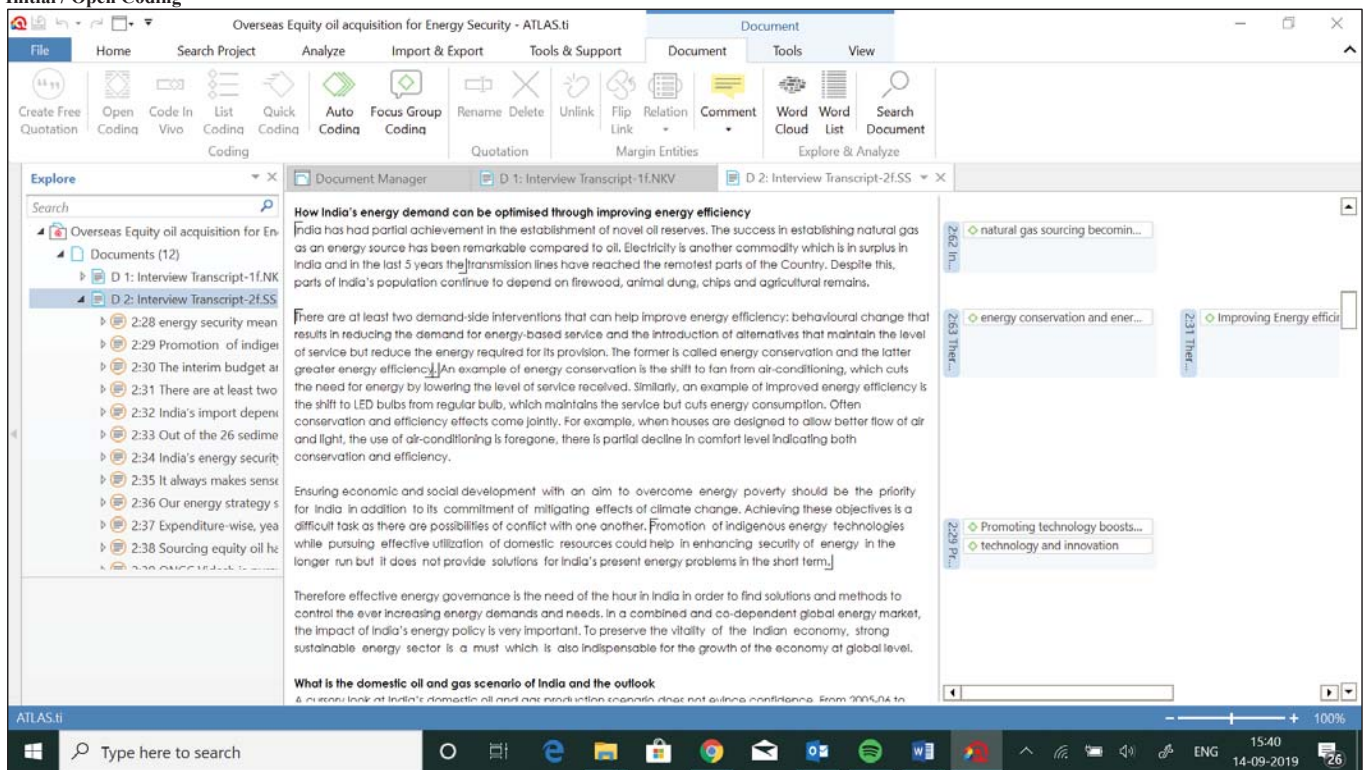 Initial / Open Coding
Overseas Equity oil acquisition for Energy Security - ATLAS.ti
Document
File Home Search Project Analyze Import & Export Tools & Support Document Tools View
Create Free Quotation
Open Coding
Code In Vivo
List Coding
Quick Coding
Auto Coding
Focus Group Coding
Rename
Delete
Unlink
Flip Link
Relation
Comment
Word Cloud
Word List
Search Document
Coding
Quotation
Margin Entities
Explore & Analyze
Explore
Search
Overseas Equity oil acquisition for En
Documents (12)
D 1: Interview Transcript-1f.NK
D 2: Interview Transcript-2f.SS
2:28 energy security mean
2:29 Promotion of indiger
2:30 The interim budget ar
2:31 There are at least two
2:32 India's import depend
2:33 Out of the 26 sedime
2:34 India's energy security
2:35 It always makes sense
2:36 Our energy strategy s
2:37 Expenditure-wise, yea
2:38 Sourcing equity oil ha
Document Manager
D 1: Interview Transcript-1f.NKV
D 2: Interview Transcript-2f.SS
How India's energy demand can be optimised through improving energy efficiency
India has had partial achievement in the establishment of novel oil reserves. The success in establishing natural gas
as an energy source has been remarkable compared to oil. Electricity is another commodity which is in surplus in
India and in the last 5 years the transmission lines have reached the remotest parts of the Country. Despite this,
parts of India's population continue to depend on firewood, animal dung, chips and agricultural remains.
There are at least two demand-side interventions that can help improve energy efficiency: behavioural change that
results in reducing the demand for energy-based service and the introduction of alternatives that maintain the level
of service but reduce the energy required for its provision. The former is called energy conservation and the latter
greater energy efficiency. An example of energy conservation is the shift to fan from air-conditioning, which cuts
the need for energy by lowering the level of service received. Similarly, an example of improved energy efficiency is
the shift to LED bulbs from regular bulb, which maintains the service but cuts energy consumption. Often
conservation and efficiency effects come jointly. For example, when houses are designed to allow better flow of air
and light, the use of air-conditioning is foregone, there is partial decline in comfort level indicating both
conservation and efficiency.
Ensuring economic and social development with an aim to overcome energy poverty should be the priority
for India in addition to its commitment of mitigating effects of climate change. Achieving these objectives is a
difficult task as there are possibilities of conflict with one another. Promotion of indigenous energy technologies
while pursuing effective utilization of domestic resources could help in enhancing security of energy in the
longer run but it does not provide solutions for India's present energy problems in the short term.
Therefore effective energy governance is the need of the hour in India in order to find solutions and methods to
control the ever increasing energy demands and needs. In a combined and co-dependent global energy market,
the impact of India's energy policy is very important. To preserve the vitality of the Indian economy, strong
sustainable energy sector is a must which is also indispensable for the growth of the economy at global level.
What is the domestic oil and gas scenario of India and the outlook
A cursory look at India's domestic oil and gas production scenario does not evince confidence. From 2005-06 to
2:62 In...
natural gas sourcing becomin...
2:63 Ther...
energy conservation and ener...
2:31 Ther...
Improving Energy efficir
2:29 Pr...
Promoting technology boosts...
technology and innovation
ATLAS.ti
100%
Type here to search
ENG
15:40
14-09-2019
26